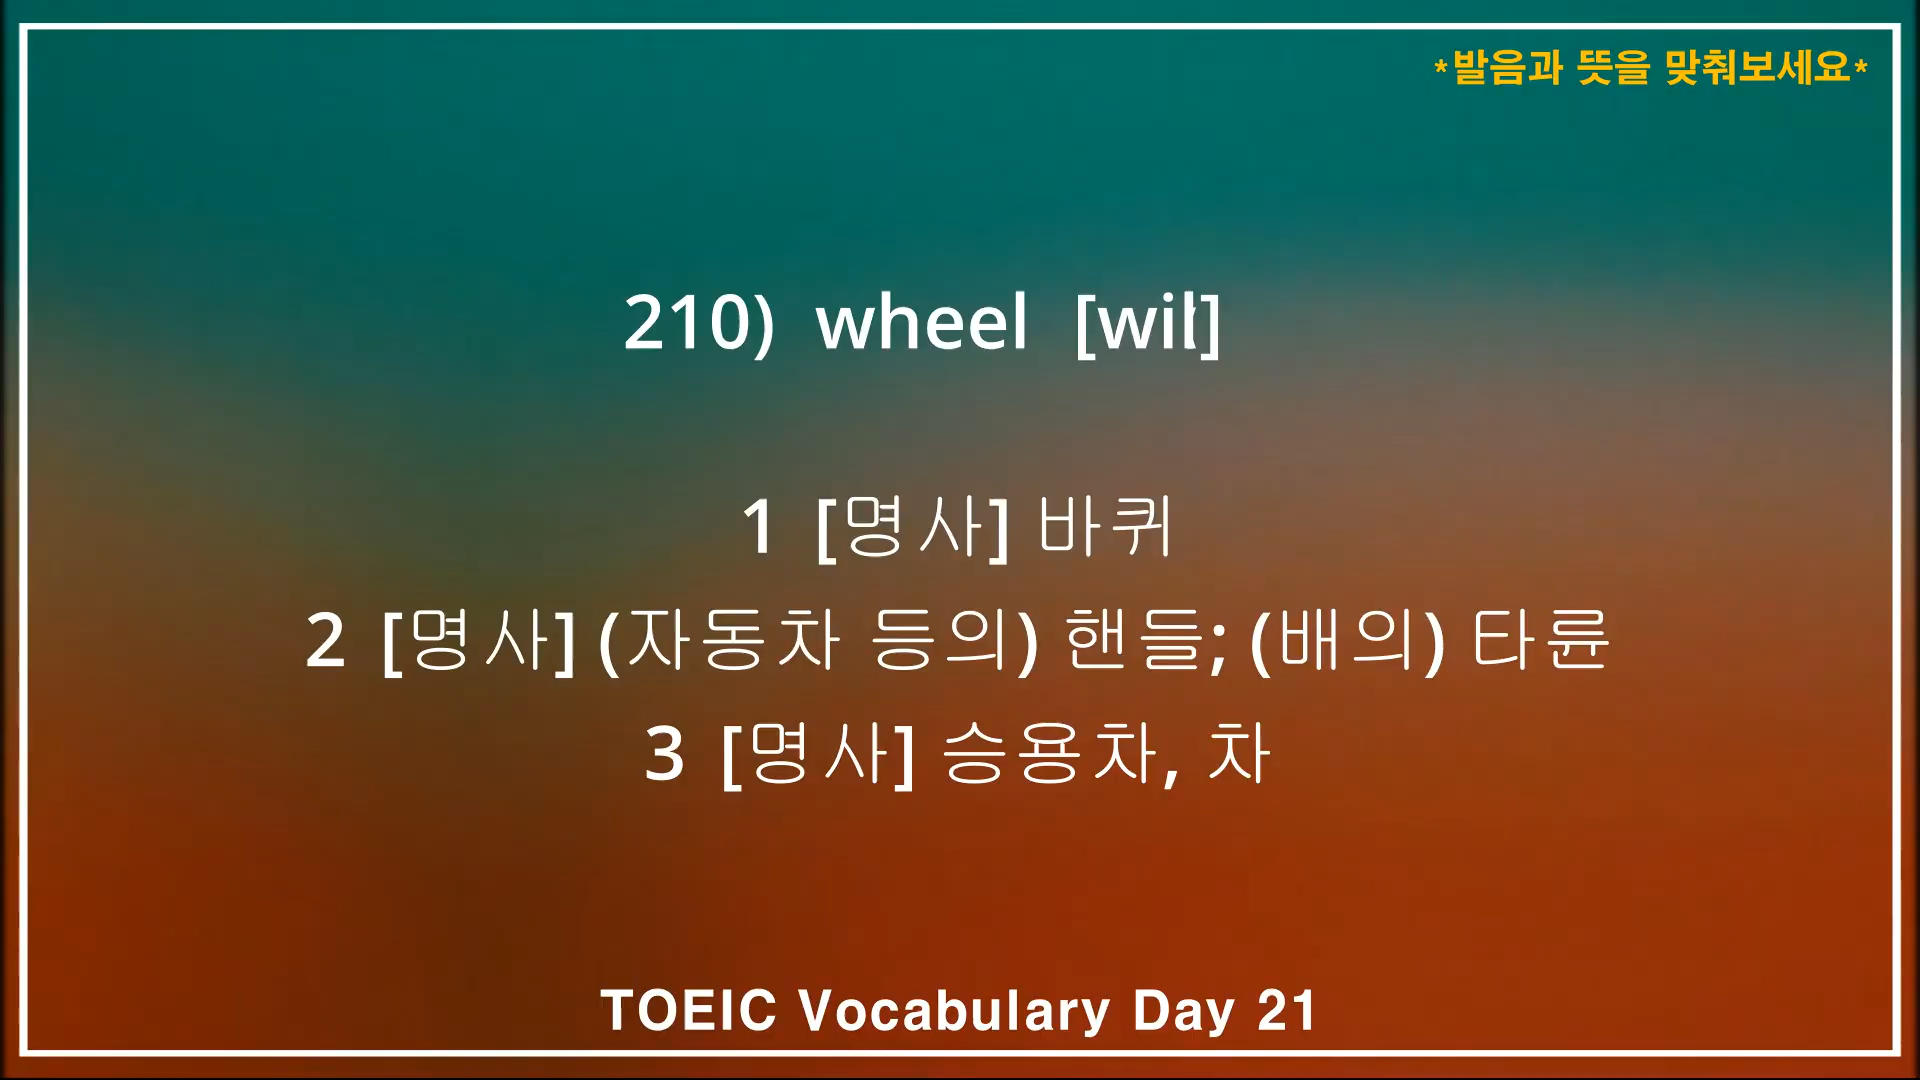 *발음과 뜻을 맞춰보세요*
210) wheel [wíl]
1 [명사] 바퀴
2 [명사] (자동차 등의) 핸들; (배의) 타륜
3 [명사] 승용차, 차
TOEIC Vocabulary Day 21